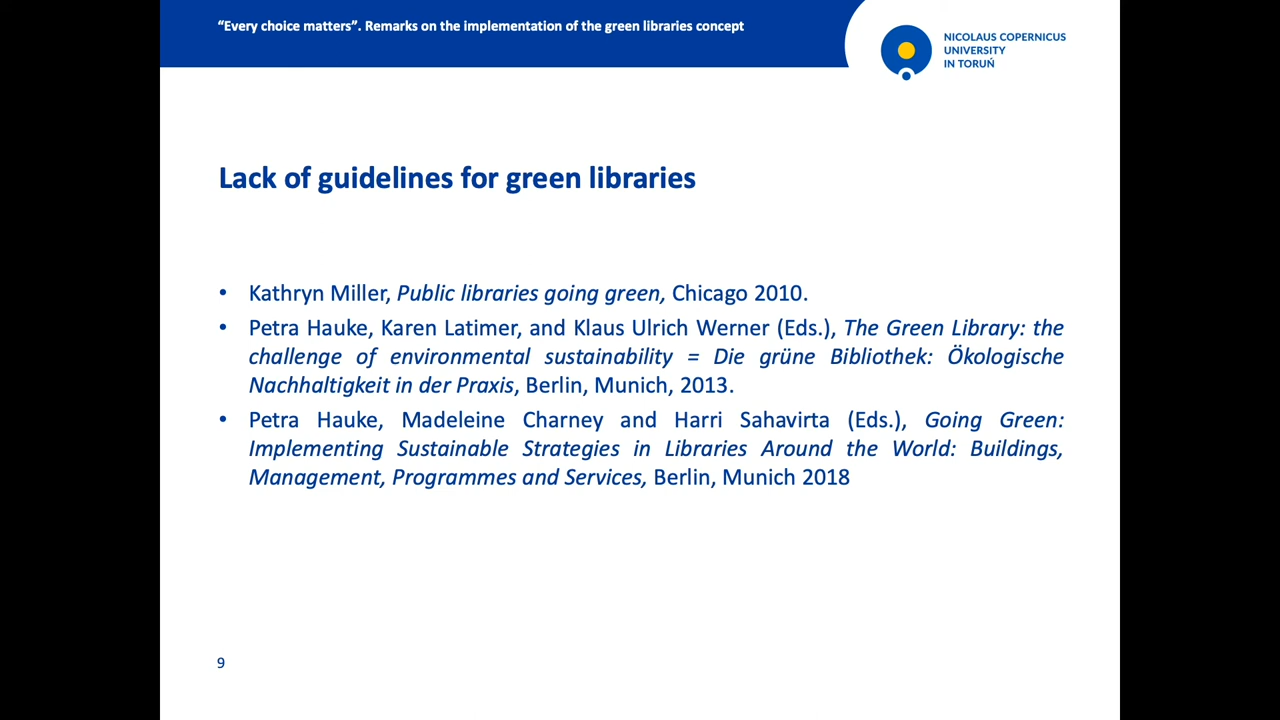 “Every choice matters”. Remarks on the implementation of the green libraries concept
NICOLAUS COPERNICUS
UNIVERSITY
IN TORUŃ
Lack of guidelines for green libraries
• Kathryn Miller, Public libraries going green, Chicago 2010.
• Petra Hauke, Karen Latimer, and Klaus Ulrich Werner (Eds.), The Green Library: the
challenge of environmental sustainability = Die grüne Bibliothek: Ökologische
Nachhaltigkeit in der Praxis, Berlin, Munich, 2013.
• Petra Hauke, Madeleine Charney and Harri Sahavirta (Eds.), Going Green:
Implementing Sustainable Strategies in Libraries Around the World: Buildings,
Management, Programmes and Services, Berlin, Munich 2018
9